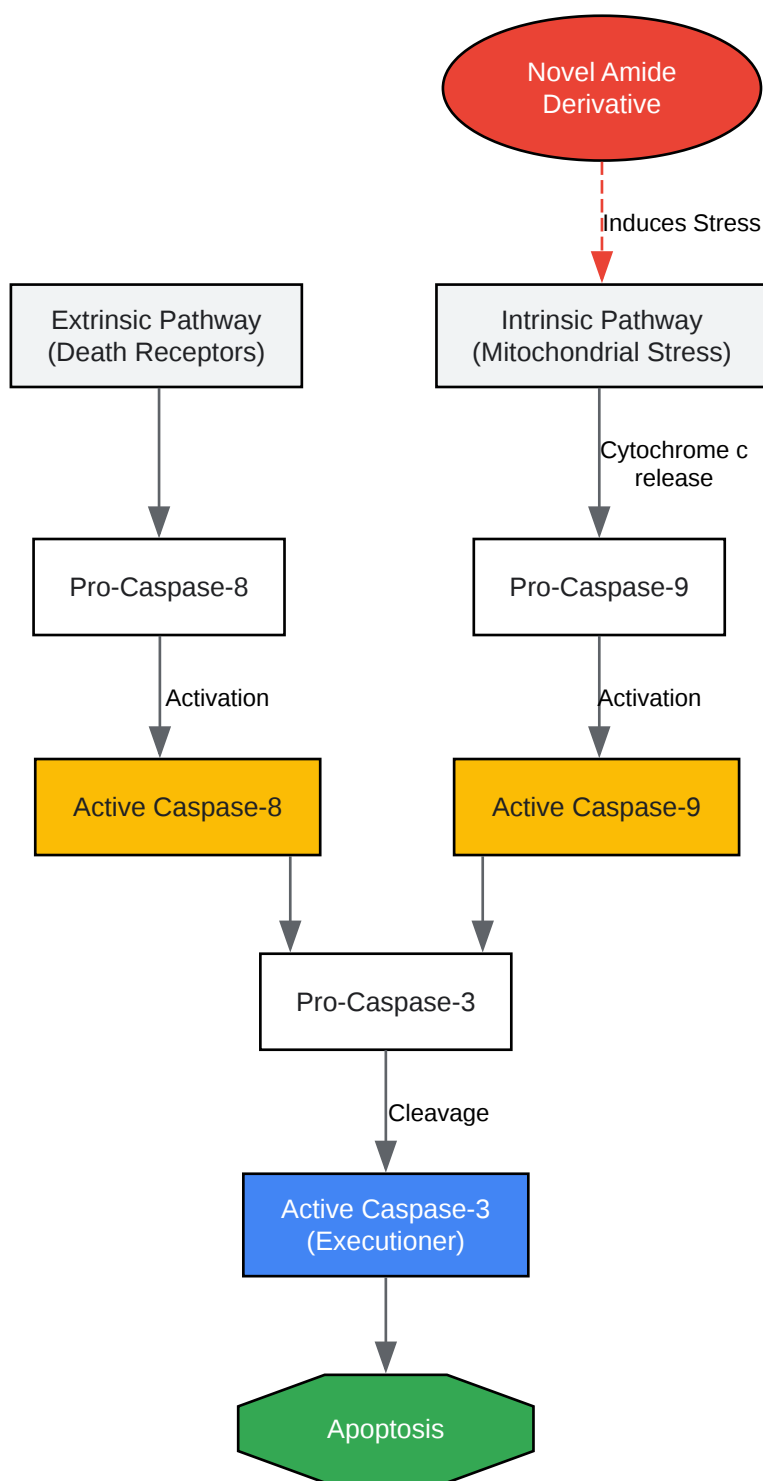 Novel Amide
Derivative
Induces Stress
Extrinsic Pathway
(Death Receptors)
Intrinsic Pathway
(Mitochondrial Stress)
Cytochrome c
release
Pro-Caspase-8
Pro-Caspase-9
Activation
Activation
Active Caspase-8
Active Caspase-9
Pro-Caspase-3
Cleavage
Active Caspase-3
(Executioner)
Apoptosis